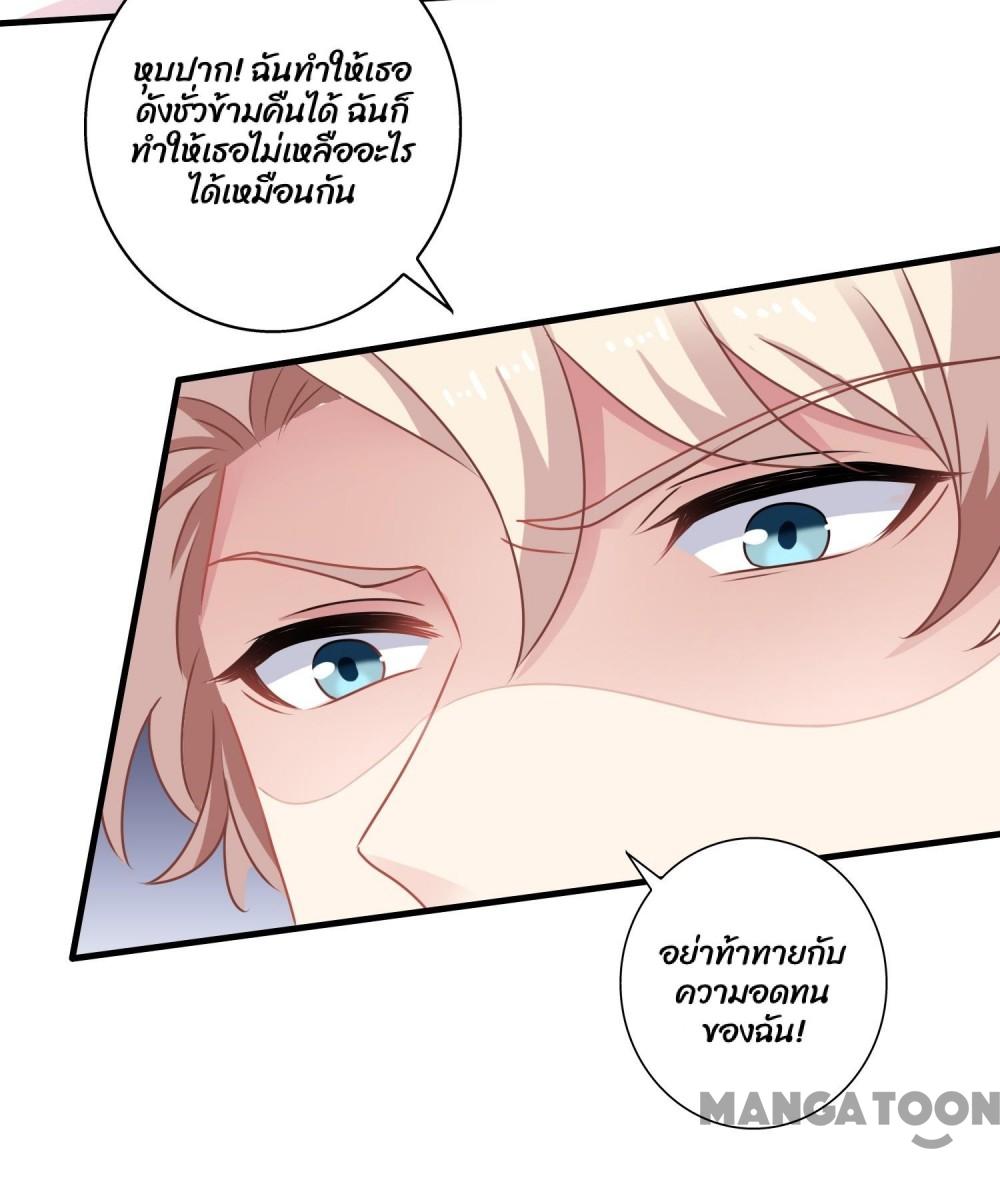 หุบปาก! ฉันทำให้เธอ
ดังชั่วข้ามคืนได้ ฉันก็
ทำให้เธอไม่เหลืออะไร
ได้เหมือนกัน
อย่าท้าทายกับ
ความอดทน
ของฉัน!
MANGATOON